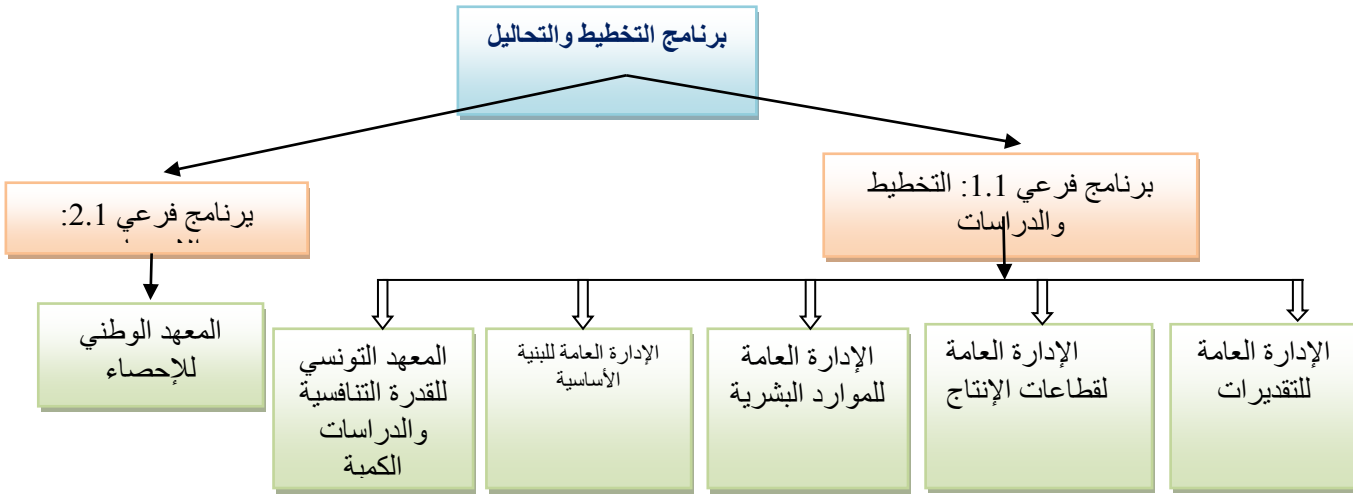 برنامج التخطيط والتحاليل
برنامج فرعي 1.1: التخطيط
والدراسات
يرنامج فرعي 2.1:
الإدارة العامة
للتقديرات
الإدارة العامة
لقطاعات الإنتاج
الإدارة العامة
للموارد البشرية
الإدارة العامة للبنية
الأساسية
المعهد التونسي
للقدرة التنافسية
والدراسات
الكمبة
المعهد الوطني
للإحصاء